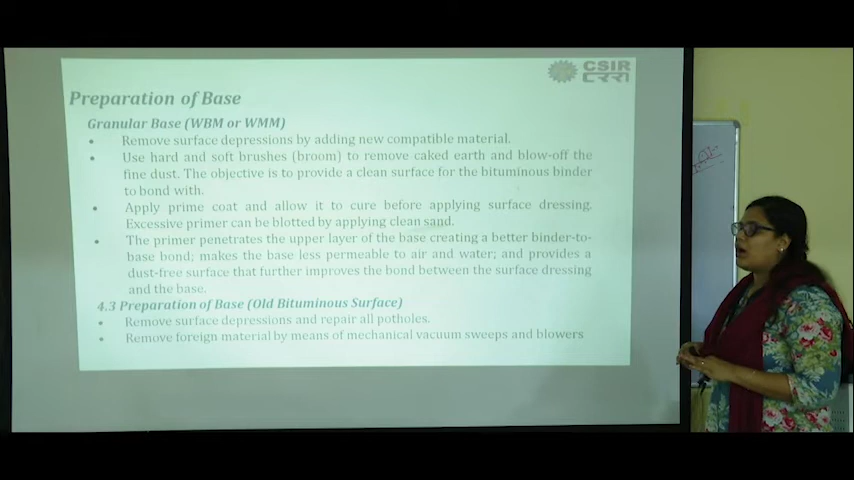 CSIR
Preparation of Base
Granular Base (WBM or WMM)
• Remove surface depressions by adding new compatible material.
• Use hard and soft brushes (broom) to remove caked earth and blow-off the
fine dust. The objective is to provide a clean surface for the bituminous binder
to bond with.
• Apply prime coat and allow it to cure before applying surface dressing.
Excessive primer can be blotted by applying clean sand.
• The primer penetrates the upper layer of the base creating a better binder-to-
base bond; makes the base less permeable to air and water; and provides a
dust-free surface that further improves the bond between the surface dressing
and the base.
4.3 Preparation of Base (Old Bituminous Surface)
• Remove surface depressions and repair all potholes.
• Remove foreign material by means of mechanical vacuum sweeps and blowers